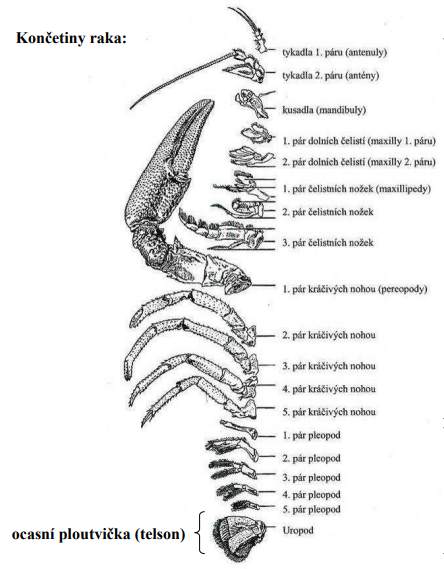 Končetiny raka:
tykadla 1. páru (antenuly)
tykadla 2. páru (antény)
kusadla (mandibuly)
1. pár dolních čelistí (maxilly 1. páru)
2. pár dolních čelistí (maxilly 2. páru)
1. pár čelistních nožek (maxillipedy)
2. pár čelistních nožek
3. pár čelistních nožek
1. pár kráčivých nohou (pereopody)
2. pár kráčivých nohou
3. pár kráčivých nohou
4. pár kráčivých nohou
5. pár kráčivých nohou
1. pár pleopod
2. pár pleopod
3. pár pleopod
4. pár pleopod
5. pár pleopod
ocasní ploutvička (telson)
Uropod